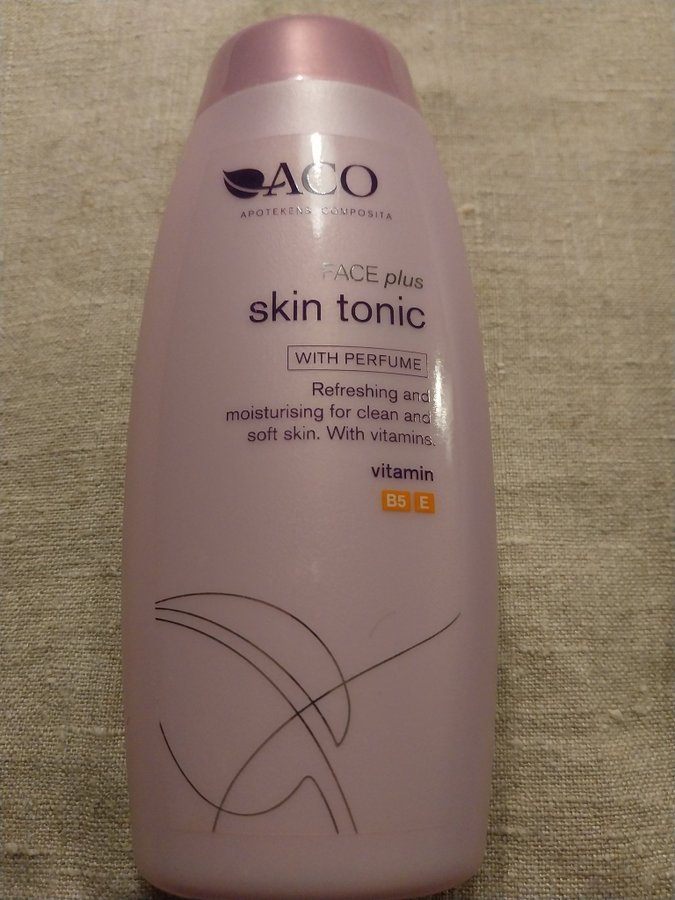 ACO
APOTEKENS COMPOSITA
FACE plus
skin tonic
WITH PERFUME
Refreshing and
moisturising for clean and
soft skin. With vitamins.
vitamin
B5 E